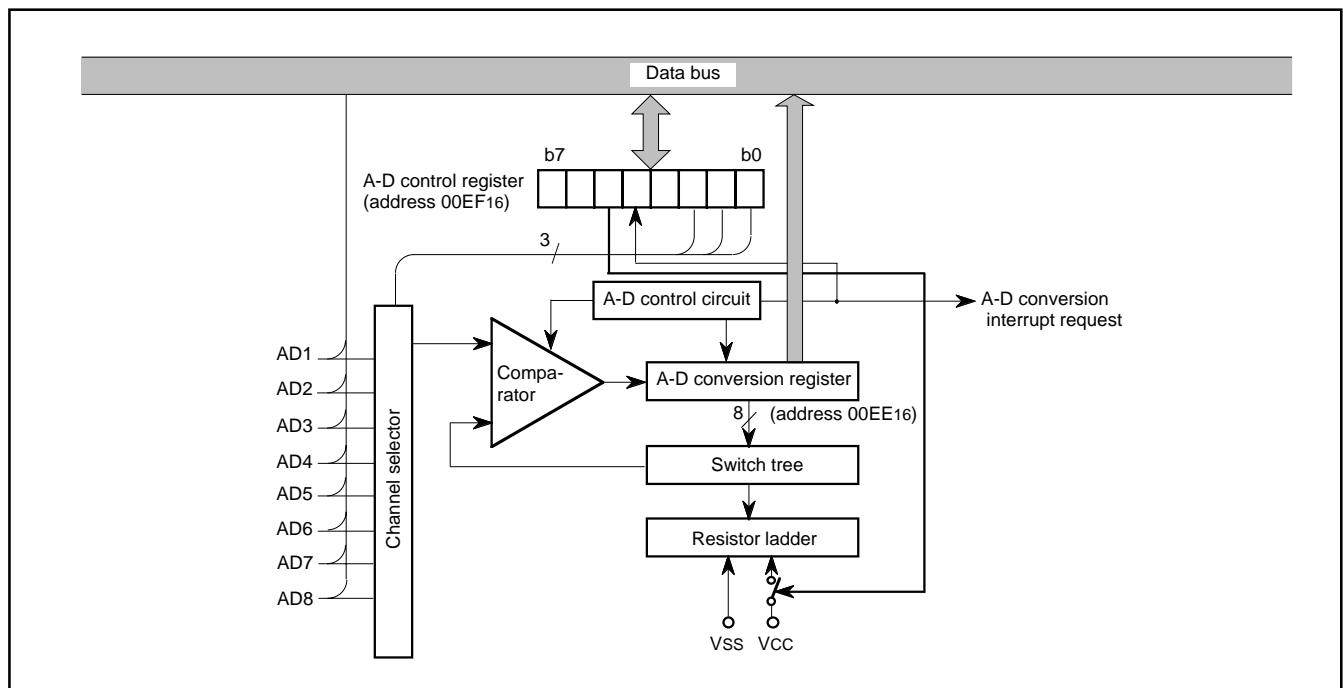 Data bus
b7 b0
A-D control register
(address 00EF16)
3
A-D control circuit
A-D conversion
interrupt request
AD1
AD2
AD3
AD4
AD5
AD6
AD7
AD8
Channel selector
Compa-
rator
A-D conversion register
8 (address 00EE16)
Switch tree
Resistor ladder
VSS VCC